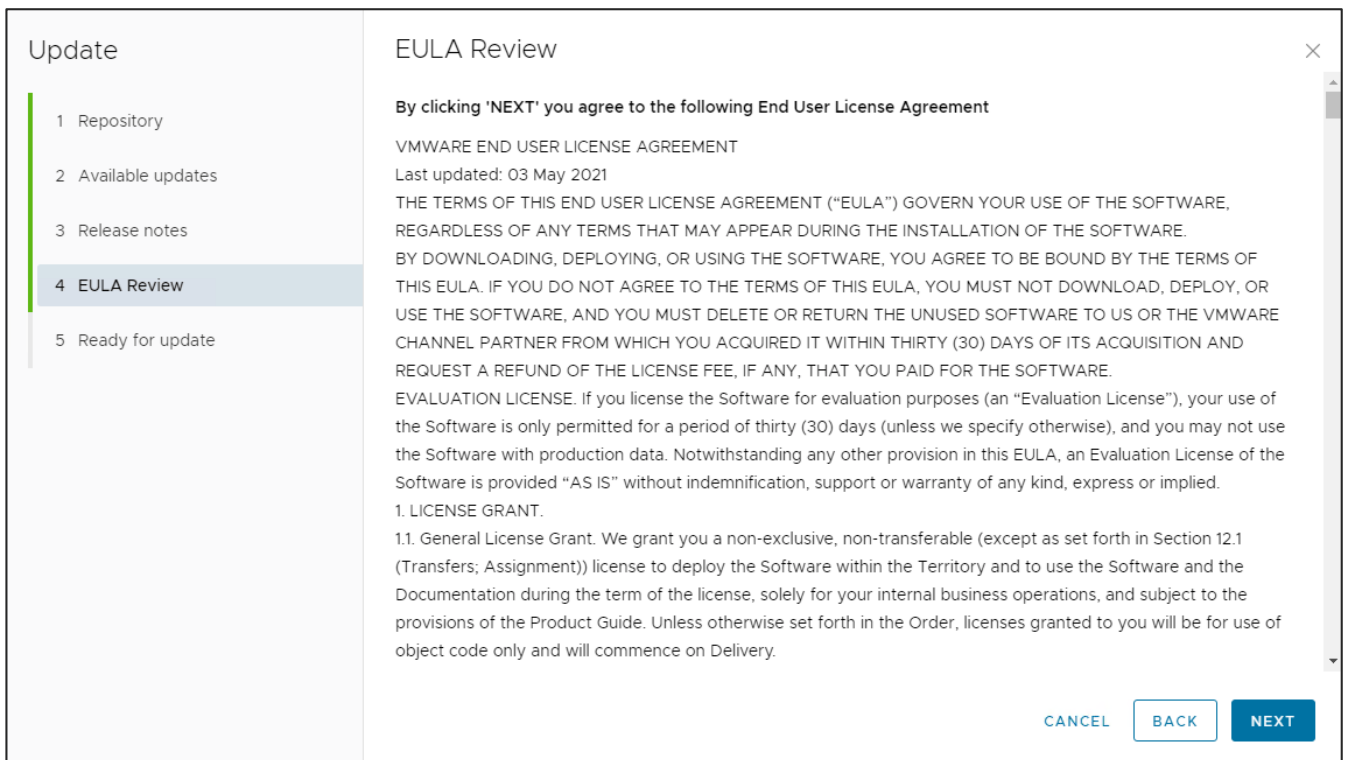 Update
1 Repository
2 Available updates
3 Release notes
4 EULA Review
5 Ready for update
EULA Review
By clicking 'NEXT' you agree to the following End User License Agreement
VMWARE END USER LICENSE AGREEMENT
Last updated: 03 May 2021
THE TERMS OF THIS END USER LICENSE AGREEMENT (“EULA”) GOVERN YOUR USE OF THE SOFTWARE,
REGARDLESS OF ANY TERMS THAT MAY APPEAR DURING THE INSTALLATION OF THE SOFTWARE.
BY DOWNLOADING, DEPLOYING, OR USING THE SOFTWARE, YOU AGREE TO BE BOUND BY THE TERMS OF
THIS EULA. IF YOU DO NOT AGREE TO THE TERMS OF THIS EULA, YOU MUST NOT DOWNLOAD, DEPLOY, OR
USE THE SOFTWARE, AND YOU MUST DELETE OR RETURN THE UNUSED SOFTWARE TO US OR THE VMWARE
CHANNEL PARTNER FROM WHICH YOU ACQUIRED IT WITHIN THIRTY (30) DAYS OF ITS ACQUISITION AND
REQUEST A REFUND OF THE LICENSE FEE, IF ANY, THAT YOU PAID FOR THE SOFTWARE.
EVALUATION LICENSE. If you license the Software for evaluation purposes (an “Evaluation License”), your use of
the Software is only permitted for a period of thirty (30) days (unless we specify otherwise), and you may not use
the Software with production data. Notwithstanding any other provision in this EULA, an Evaluation License of the
Software is provided “AS IS” without indemnification, support or warranty of any kind, express or implied.
1. LICENSE GRANT.
1.1. General License Grant. We grant you a non-exclusive, non-transferable (except as set forth in Section 12.1
(Transfers; Assignment)) license to deploy the Software within the Territory and to use the Software and the
Documentation during the term of the license, solely for your internal business operations, and subject to the
provisions of the Product Guide. Unless otherwise set forth in the Order, licenses granted to you will be for use of
object code only and will commence on Delivery.
CANCEL
BACK
NEXT